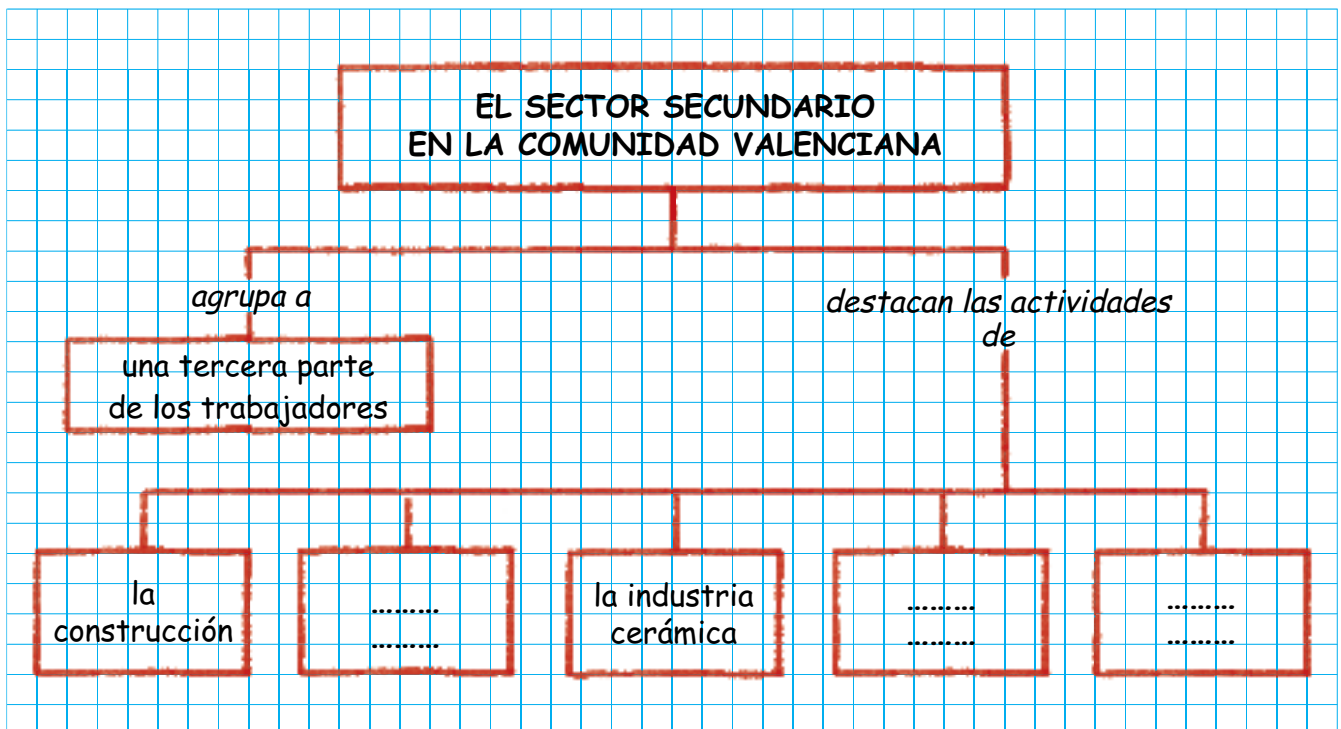 EL SECTOR SECUNDARIO
EN LA COMUNIDAD VALENCIANA
agrupa a
destacan las actividades
de
una tercera parte
de los trabajadores
la
construcción
………
………
la industria
cerámica
………
………
………
………